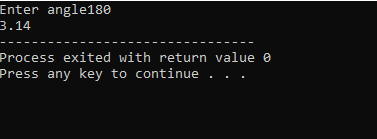 Enter angle180
3.14
--------------------------------
Process exited with return value 0
Press any key to continue . . .